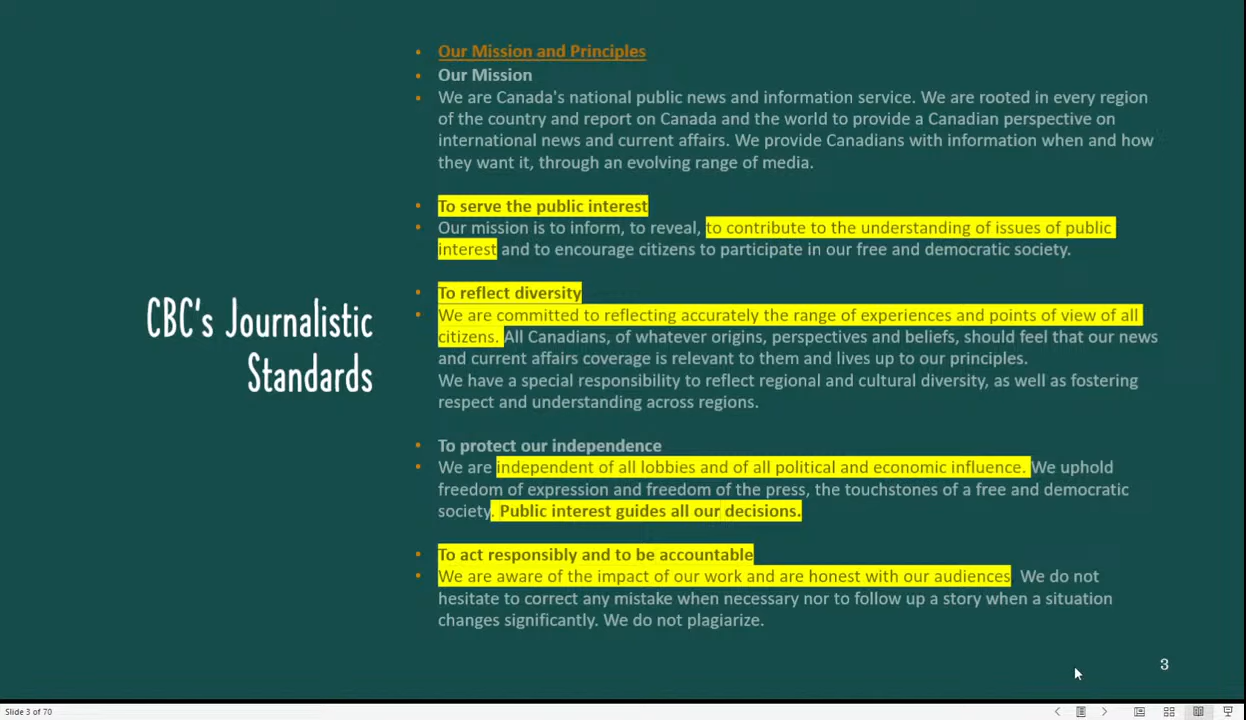 CBC's Journalistic
Standards
Our Mission and Principles
Our Mission
We are Canada's national public news and information service. We are rooted in every region
of the country and report on Canada and the world to provide a Canadian perspective on
international news and current affairs. We provide Canadians with information when and how
they want it, through an evolving range of media.
To serve the public interest
Our mission is to inform, to reveal, to contribute to the understanding of issues of public
interest and to encourage citizens to participate in our free and democratic society.
To reflect diversity
We are committed to reflecting accurately the range of experiences and points of view of all
citizens. All Canadians, of whatever origins, perspectives and beliefs, should feel that our news
and current affairs coverage is relevant to them and lives up to our principles.
We have a special responsibility to reflect regional and cultural diversity, as well as fostering
respect and understanding across regions.
To protect our independence
We are independent of all lobbies and of all political and economic influence. We uphold
freedom of expression and freedom of the press, the touchstones of a free and democratic
society. Public interest guides all our decisions.
To act responsibly and to be accountable
We are aware of the impact of our work and are honest with our audiences. We do not
hesitate to correct any mistake when necessary nor to follow up a story when a situation
changes significantly. We do not plagiarize.
3
Slide 3 of 70